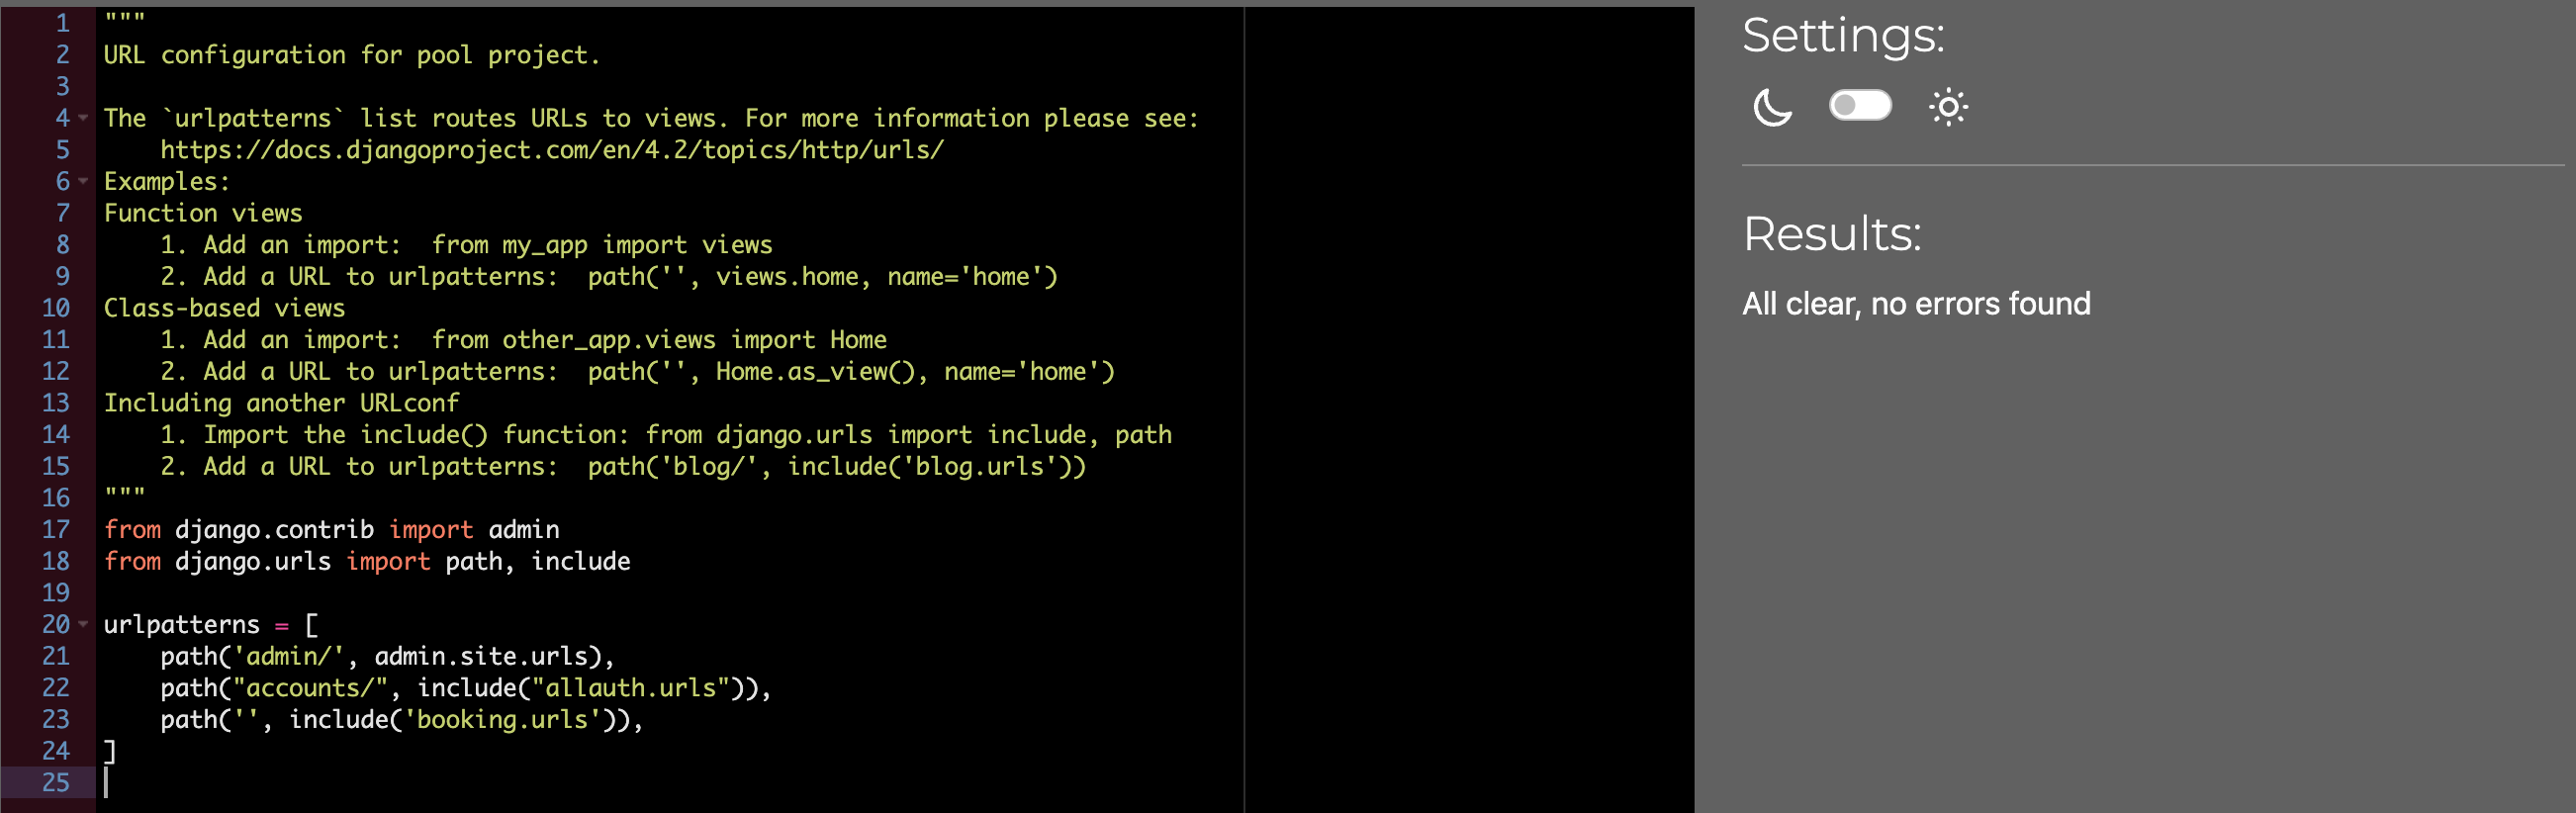 1 """
2 URL configuration for pool project.
3
4 The `urlpatterns` list routes URLs to views. For more information please see:
5     https://docs.djangoproject.com/en/4.2/topics/http/urls/
6 Examples:
7 Function views
8     1. Add an import:  from my_app import views
9     2. Add a URL to urlpatterns:  path('', views.home, name='home')
10 Class-based views
11     1. Add an import:  from other_app.views import Home
12     2. Add a URL to urlpatterns:  path('', Home.as_view(), name='home')
13 Including another URLconf
14     1. Import the include() function: from django.urls import include, path
15     2. Add a URL to urlpatterns:  path('blog/', include('blog.urls'))
16 """
17 from django.contrib import admin
18 from django.urls import path, include
19
20 urlpatterns = [
21     path('admin/', admin.site.urls),
22     path("accounts/", include("allauth.urls")),
23     path('', include('booking.urls')),
24 ]
25
Settings:
Results:
All clear, no errors found